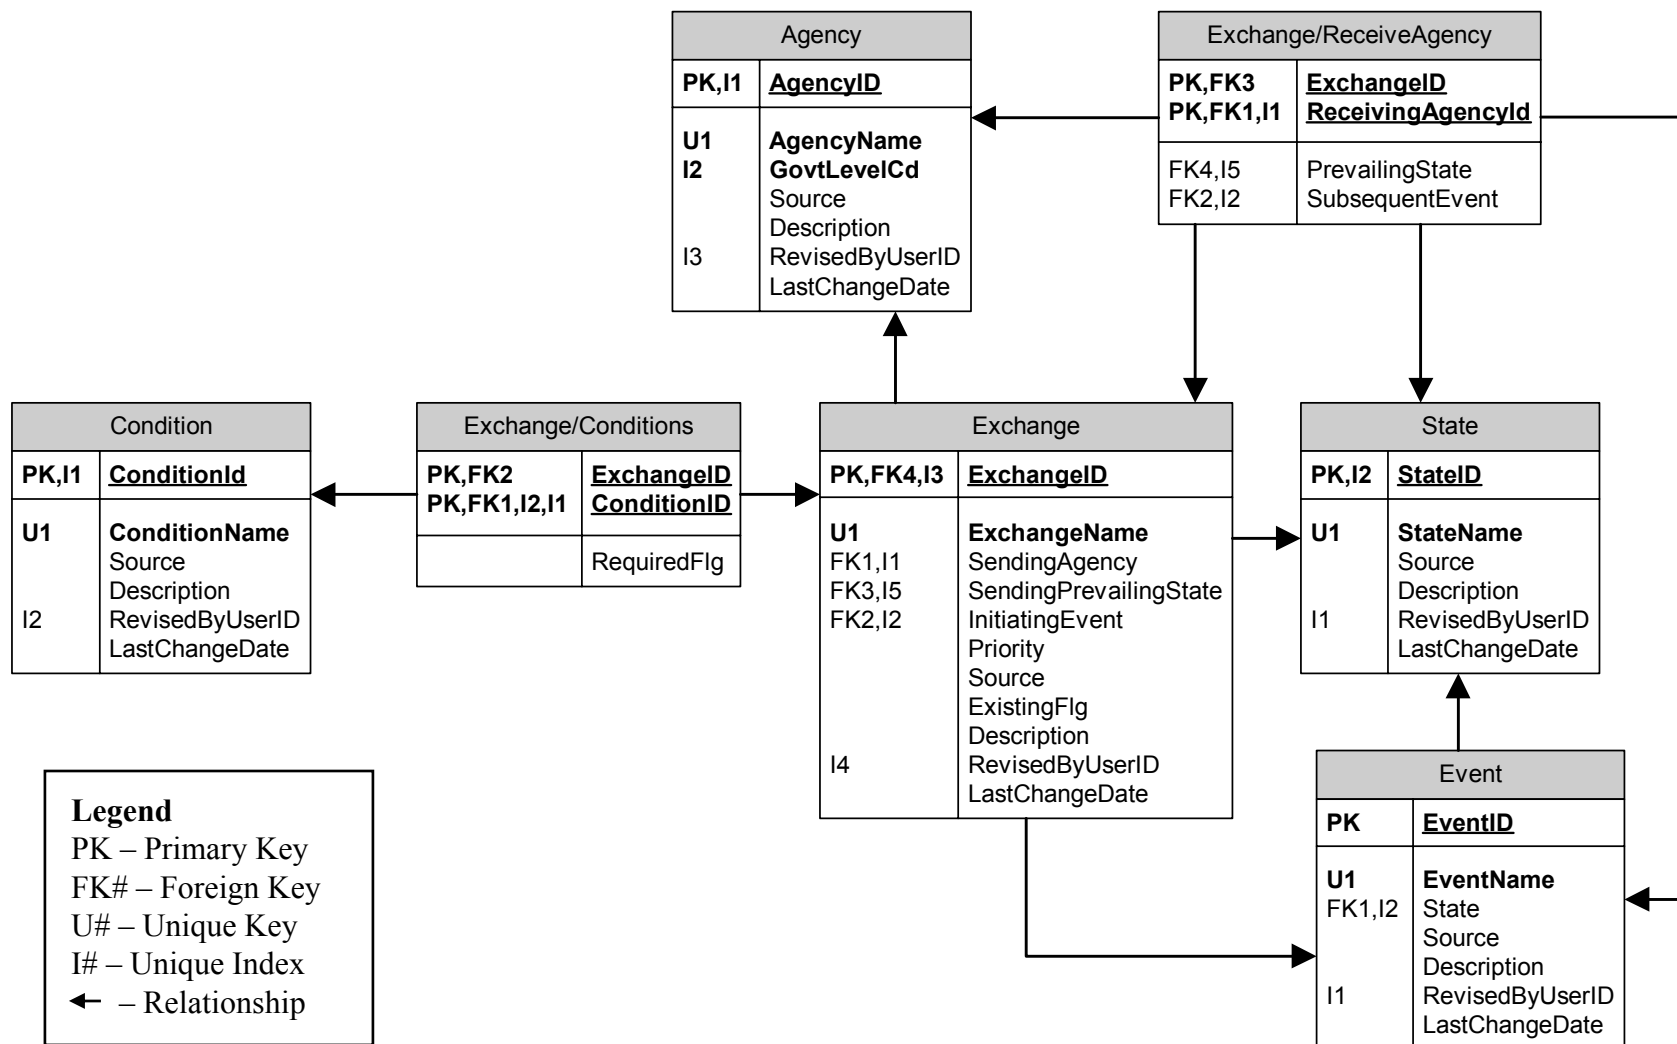 Agency
PK,I1 AgencyID
U1 AgencyName
I2 GovtLevelCd
Source
Description
I3 RevisedByUserID
LastChangeDate
Exchange/ReceiveAgency
PK,FK3 ExchangeID
PK,FK1,I1 ReceivingAgencyId
FK4,I5 PrevailingState
FK2,I2 SubsequentEvent
Condition
PK,I1 ConditionId
U1 ConditionName
Source
Description
I2 RevisedByUserID
LastChangeDate
Exchange/Conditions
PK,FK2 ExchangeID
PK,FK1,I2,I1 ConditionID
RequiredFlg
Exchange
PK,FK4,I3 ExchangeID
U1 ExchangeName
FK1,I1 SendingAgency
FK3,I5 SendingPrevailingState
FK2,I2 InitiatingEvent
Priority
Source
ExistingFlg
Description
I4 RevisedByUserID
LastChangeDate
State
PK,I2 StateID
U1 StateName
Source
Description
I1 RevisedByUserID
LastChangeDate
Event
PK EventID
U1 EventName
FK1,I2 State
Source
Description
I1 RevisedByUserID
LastChangeDate
Legend
PK – Primary Key
FK# – Foreign Key
U# – Unique Key
I# – Unique Index
– Relationship